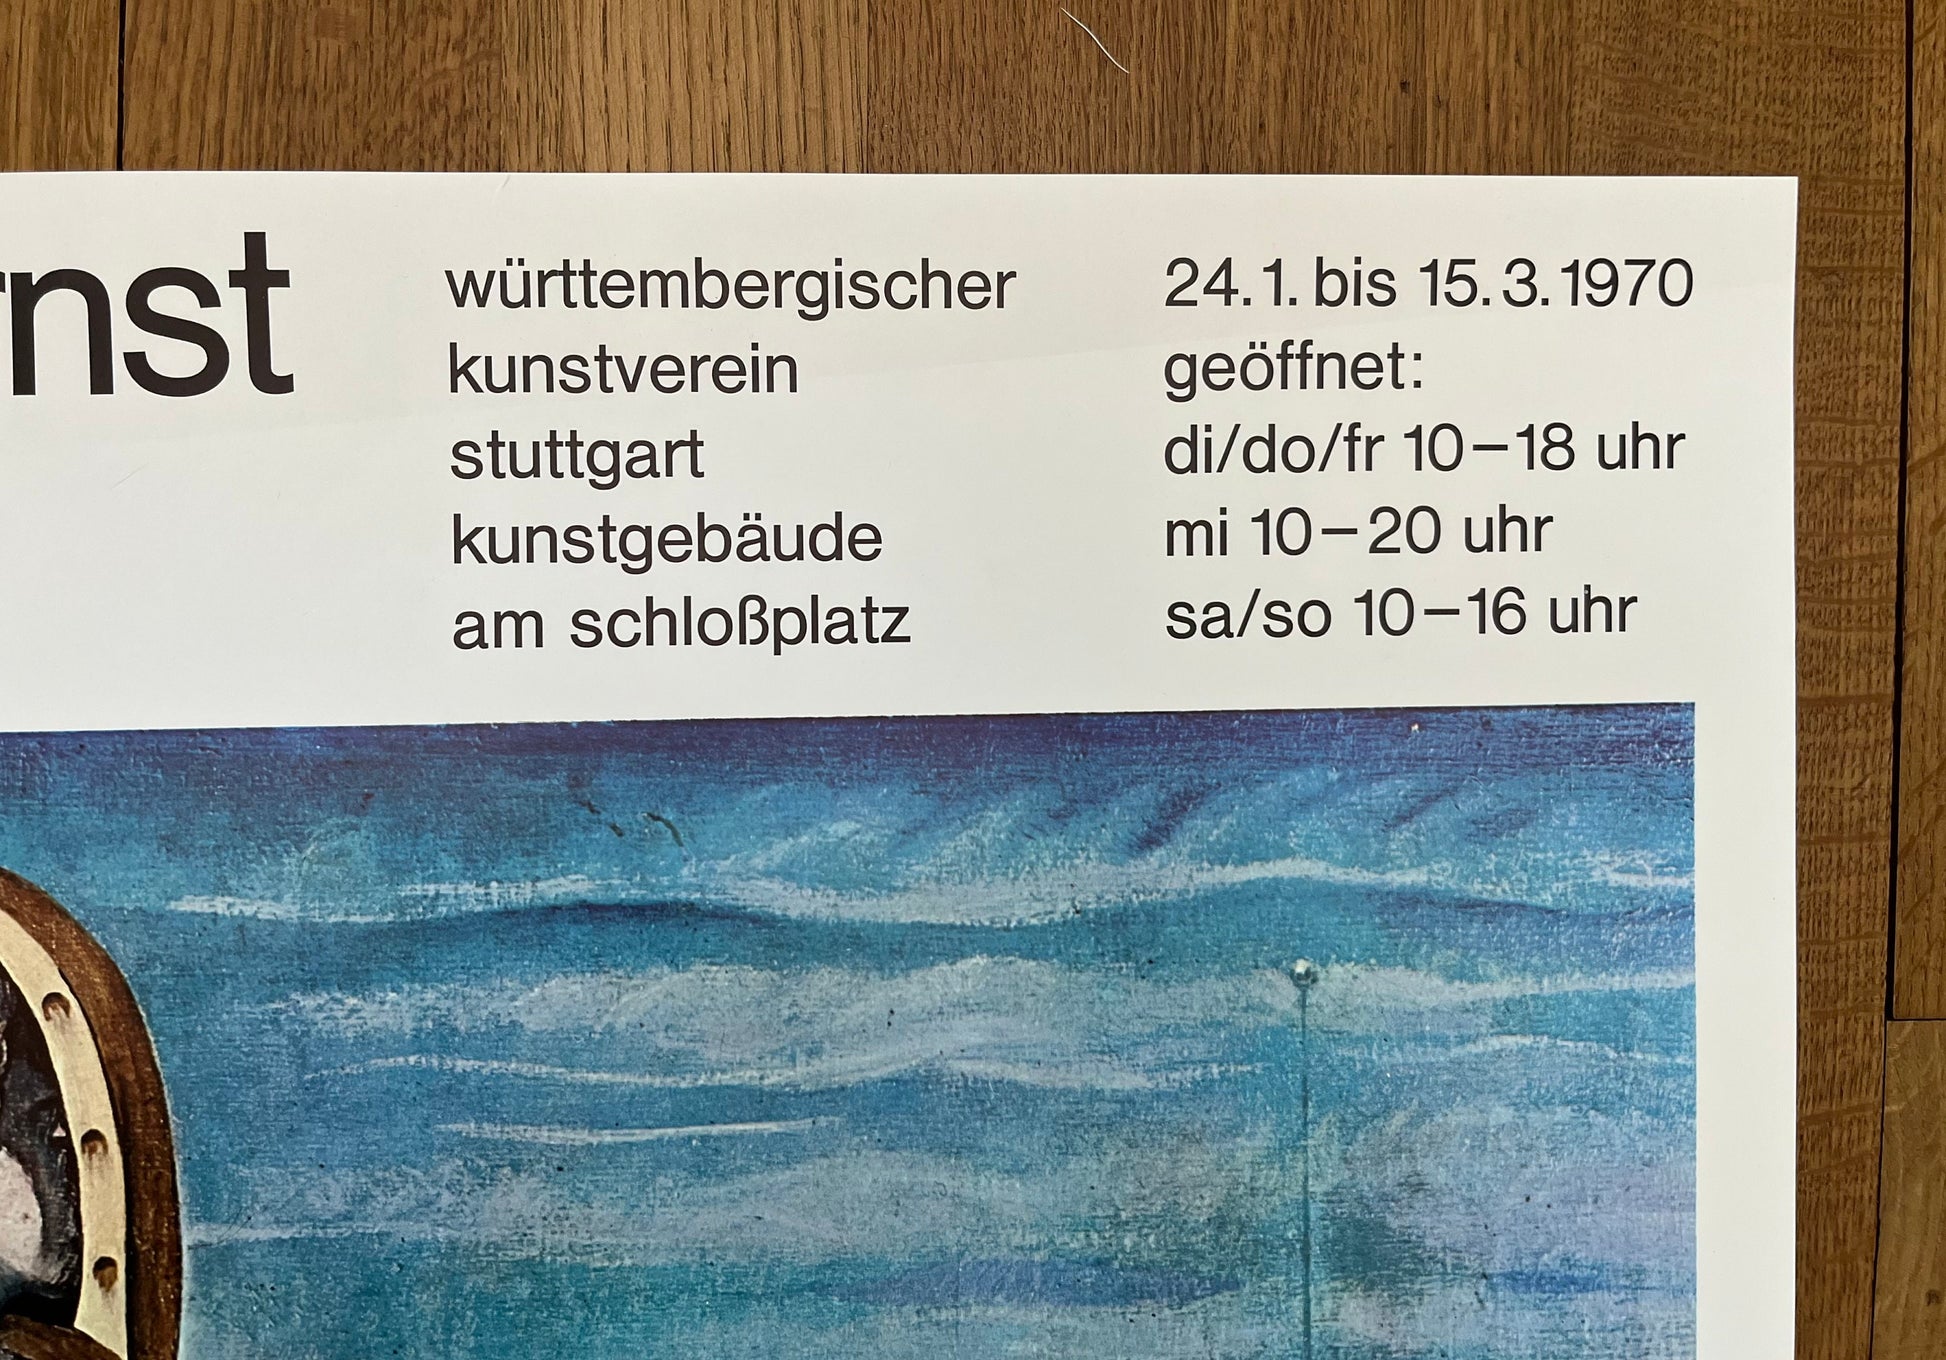 rnst
württembergischer
kunstverein
stuttgart
kunstgebäude
am schloßplatz
24.1. bis 15.3.1970
geöffnet:
di/do/fr 10–18 uhr
mi 10–20 uhr
sa/so 10–16 uhr